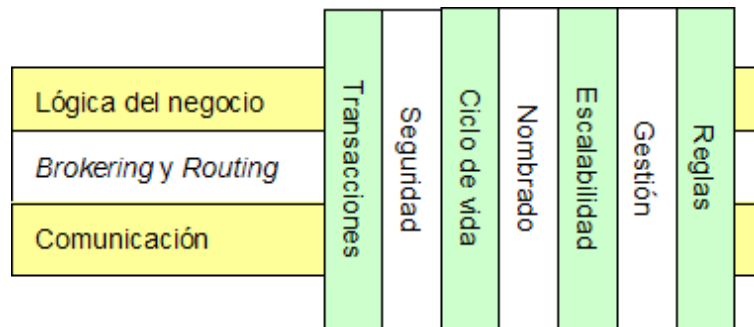 Lógica del negocio
Brokering y Routing
Comunicación
Transacciones
Seguridad
Ciclo de vida
Nombrado
Escalabilidad
Gestión
Reglas